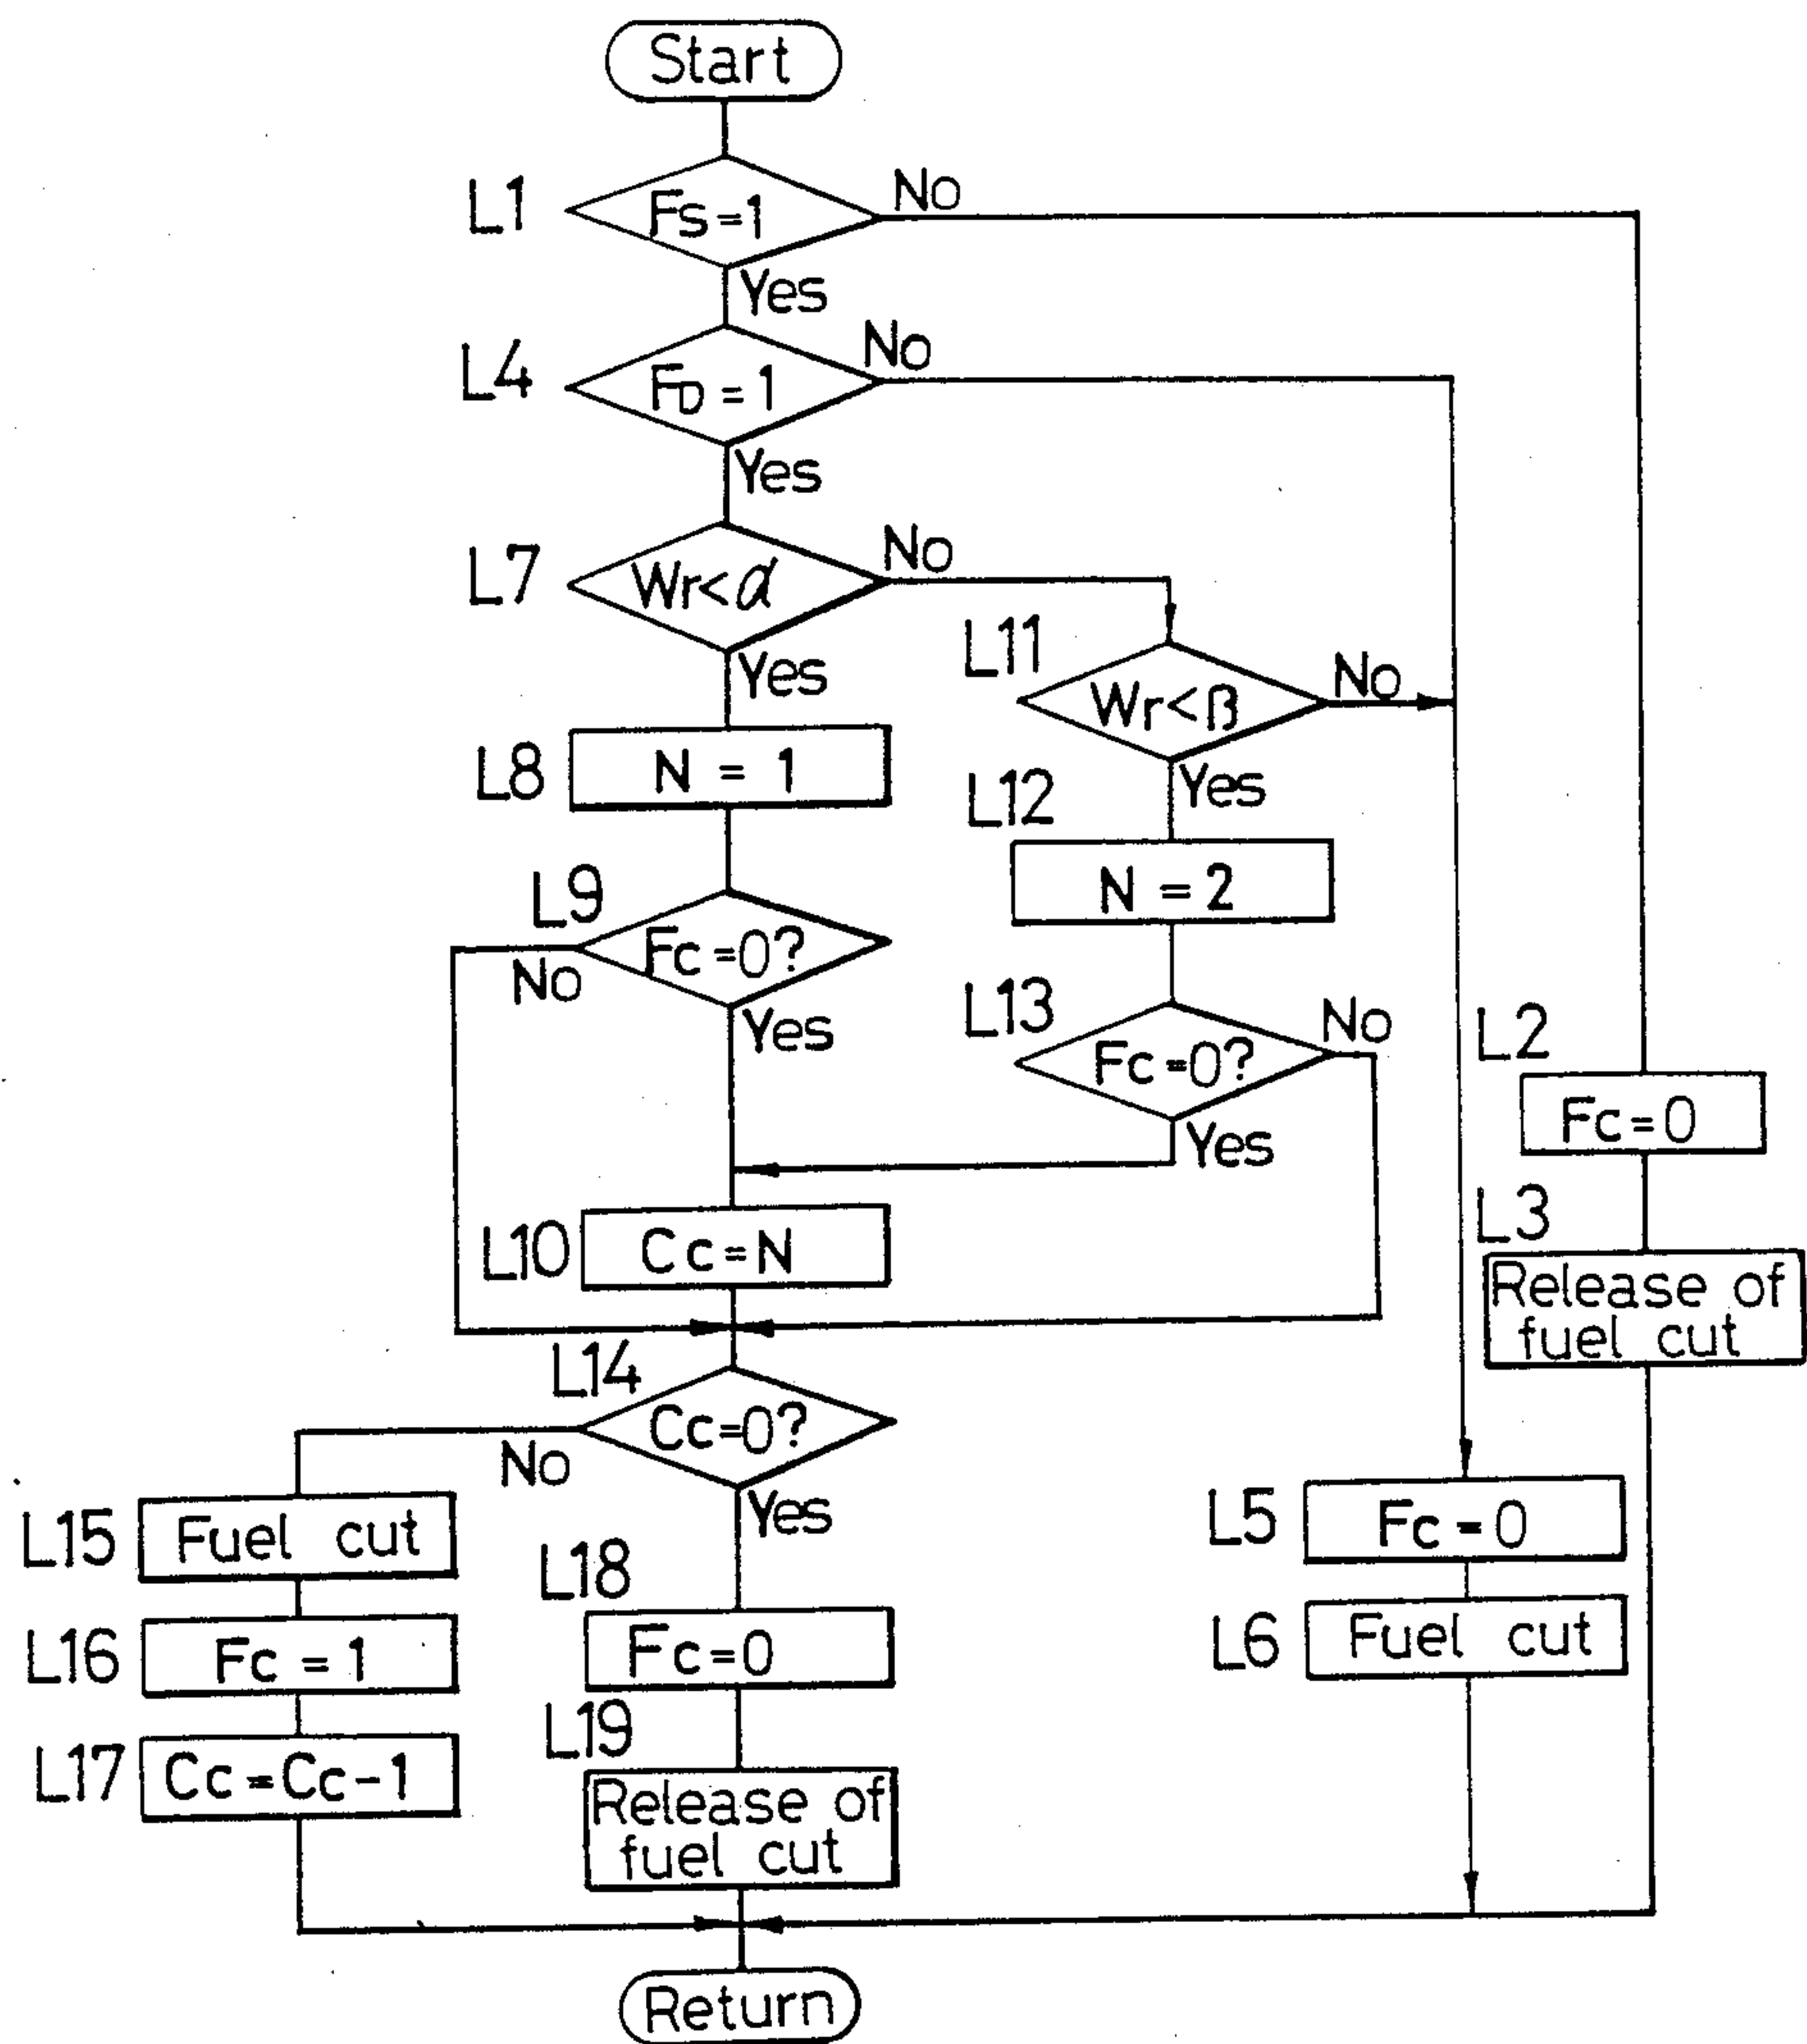 Start
L1
Fs=1
No
Yes
L4
FD=1
No
Yes
L7
Wr<α
No
Yes
L11
Wr<β
No
Yes
L8
N = 1
L12
N = 2
L9
Fc=0?
No
Yes
L13
Fc=0?
No
Yes
L2
Fc=0
L10
Cc=N
L3
Release of
fuel cut
L14
Cc=0?
No
Yes
L15
Fuel cut
L5
Fc=0
L18
Fc=0
L16
Fc=1
L6
Fuel cut
L19
Release of
fuel cut
L17
Cc=Cc-1
Return